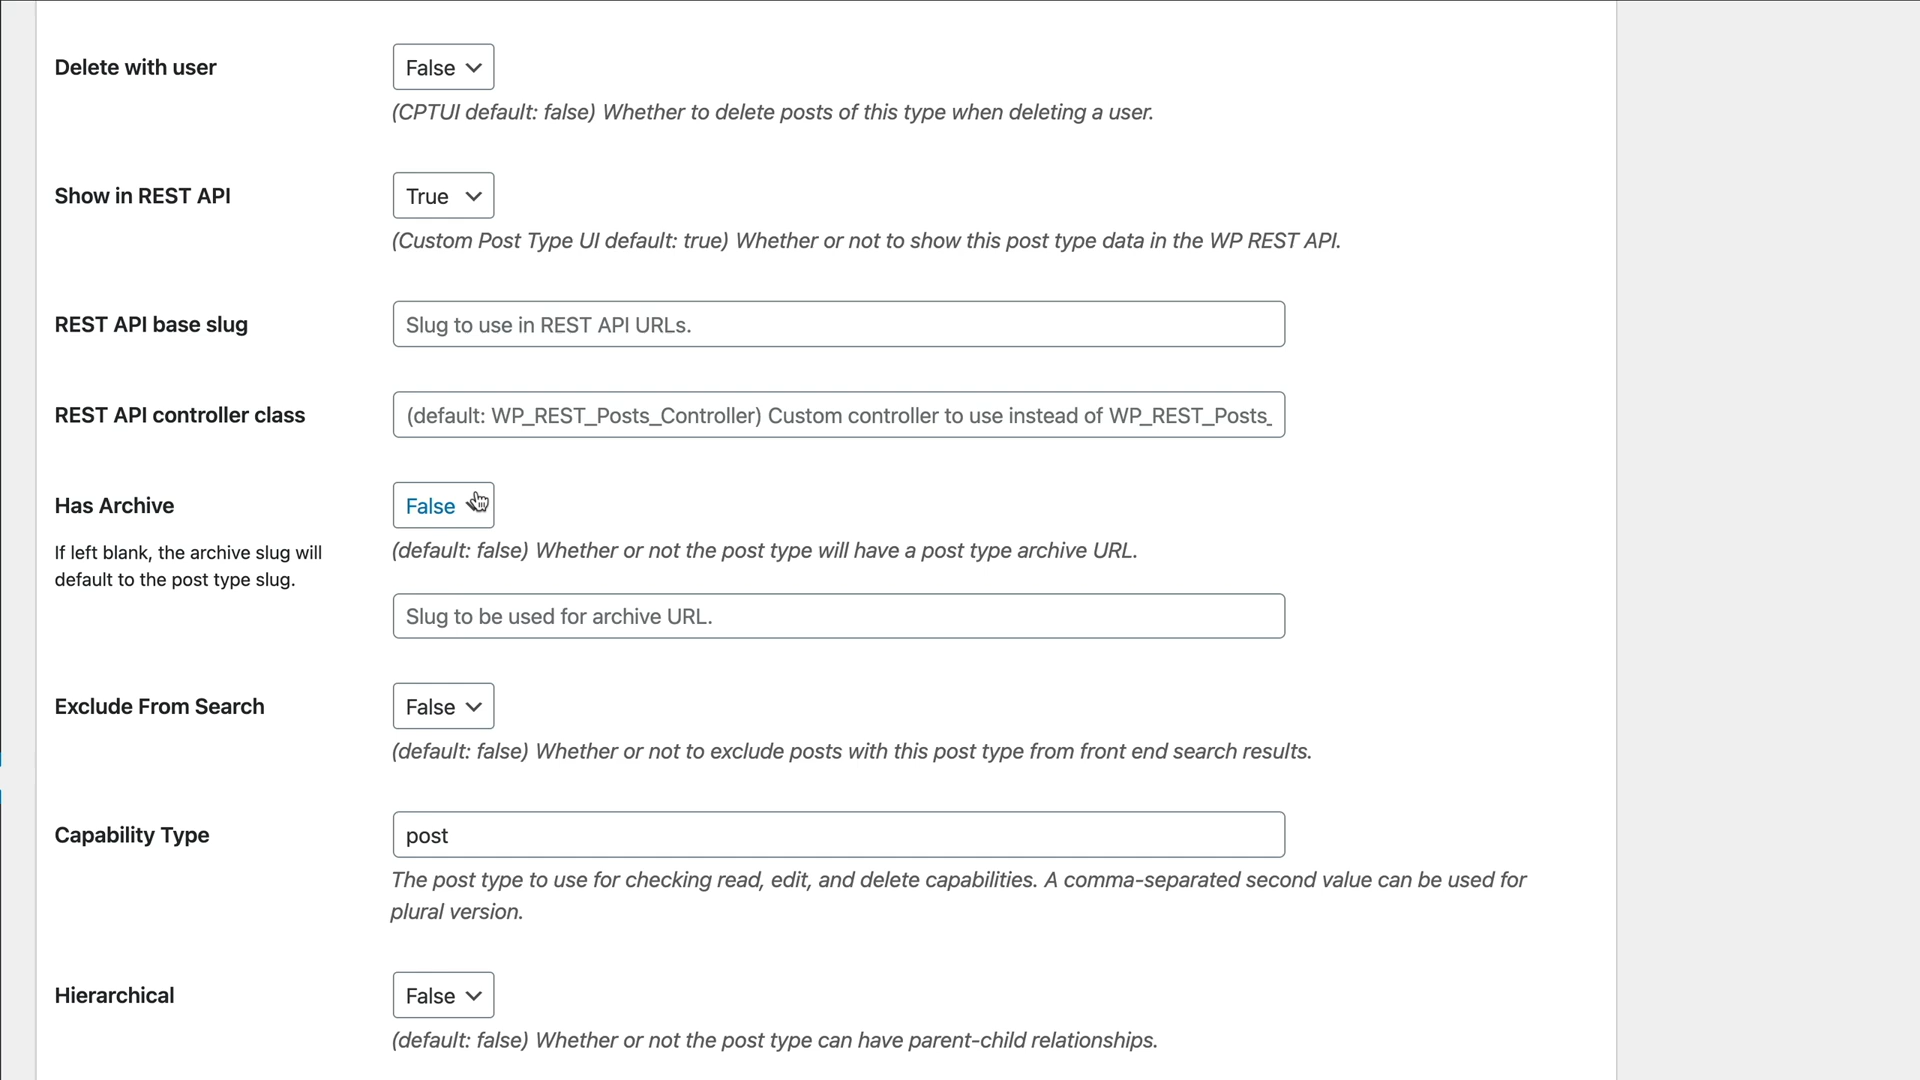 Delete with user
False
(CPTUI default: false) Whether to delete posts of this type when deleting a user.
Show in REST API
True
(Custom Post Type UI default: true) Whether or not to show this post type data in the WP REST API.
REST API base slug
Slug to use in REST API URLs.
REST API controller class
(default: WP_REST_Posts_Controller) Custom controller to use instead of WP_REST_Posts_
Has Archive
False
If left blank, the archive slug will
default to the post type slug.
(default: false) Whether or not the post type will have a post type archive URL.
Slug to be used for archive URL.
Exclude From Search
False
(default: false) Whether or not to exclude posts with this post type from front end search results.
Capability Type
post
The post type to use for checking read, edit, and delete capabilities. A comma-separated second value can be used for
plural version.
Hierarchical
False
(default: false) Whether or not the post type can have parent-child relationships.